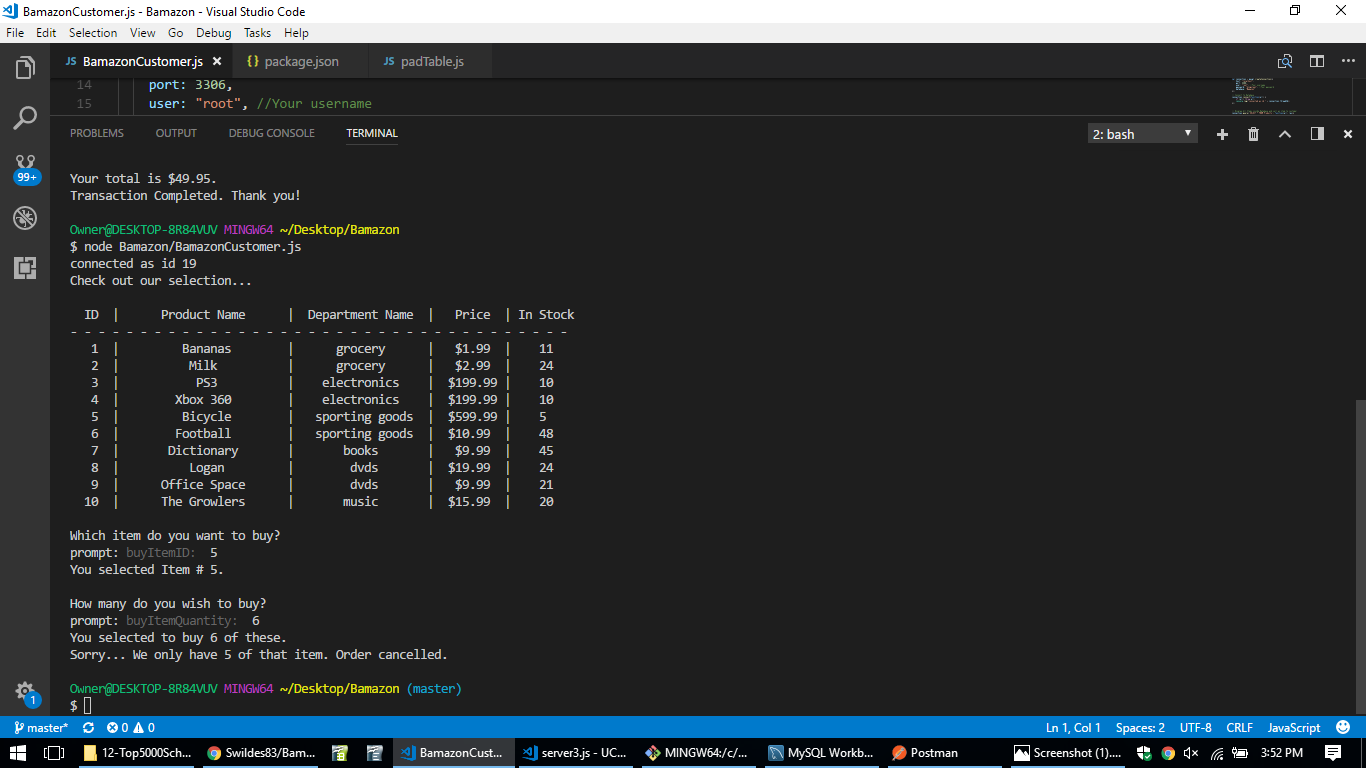 BamazonCustomer.js - Bamazon - Visual Studio Code
File Edit Selection View Go Debug Tasks Help
JS BamazonCustomer.js × {} package.json JS padTable.js
14 port: 3306,
15 user: "root", //Your username
PROBLEMS OUTPUT DEBUG CONSOLE TERMINAL 2: bash
Your total is $49.95.
Transaction Completed. Thank you!
Owner@DESKTOP-8R84VUV MINGW64 ~/Desktop/Bamazon
$ node Bamazon/BamazonCustomer.js
connected as id 19
Check out our selection...
ID | Product Name | Department Name | Price | In Stock
- - - - - - - - - - - - - - - - - - - - - - - - - - - - - - - - - - - -
1 | Bananas | grocery | $1.99 | 11
2 | Milk | grocery | $2.99 | 24
3 | PS3 | electronics | $199.99 | 10
4 | Xbox 360 | electronics | $199.99 | 10
5 | Bicycle | sporting goods | $599.99 | 5
6 | Football | sporting goods | $10.99 | 48
7 | Dictionary | books | $9.99 | 45
8 | Logan | dvds | $19.99 | 24
9 | Office Space | dvds | $9.99 | 21
10 | The Growlers | music | $15.99 | 20
Which item do you want to buy?
prompt: buyItemID: 5
You selected Item # 5.
How many do you wish to buy?
prompt: buyItemQuantity: 6
You selected to buy 6 of these.
Sorry... We only have 5 of that item. Order cancelled.
Owner@DESKTOP-8R84VUV MINGW64 ~/Desktop/Bamazon (master)
$
99+
1
master* 0 0 Ln 1, Col 1 Spaces: 2 UTF-8 CRLF JavaScript
12-Top5000Sch... Swildes83/Bam... BamazonCust... server3.js - UC... MINGW64:/c/... MySQL Workb... Postman Screenshot (1).... 3:52 PM